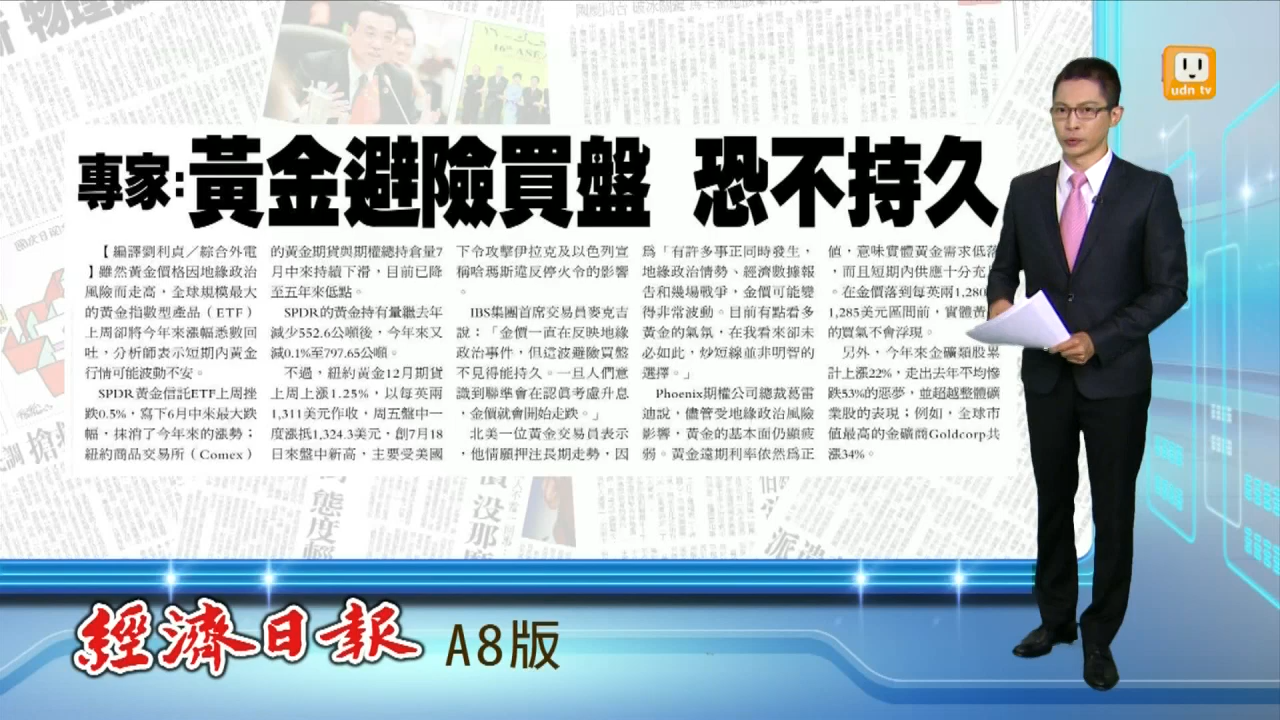 udn tv
專家:黃金避險買盤 恐不持久
【編譯劉利貞／綜合外電
】雖然黃金價格因地緣政治
風險而走高，全球規模最大
的黃金指數型產品（ETF）
上周卻將今年來漲幅悉數回
吐，分析師表示短期內黃金
行情可能波動不安。
SPDR黃金信託ETF上周挫
跌0.5%，寫下6月中來最大跌
幅，抹消了今年來的漲勢；
紐約商品交易所（Comex）
的黃金期貨與期權總持倉量7
月中來持續下滑，目前已降
至五年來低點。
SPDR的黃金持有量繼去年
減少552.6公噸後，今年來又
減0.1%至797.65公噸。
不過，紐約黃金12月期貨
上周上漲1.25%，以每英兩
1,311美元作收，周五盤中一
度漲抵1,324.3美元，創7月18
日來盤中新高，主要受美國
下令攻擊伊拉克及以色列宣
稱哈瑪斯違反停火令的影響
。
IBS集團首席交易員麥克吉
說：「金價一直在反映地緣
政治事件，但這波避險買盤
不見得能持久。一旦人們意
識到聯準會在認真考慮升息
，金價就會開始走跌。」
北美一位黃金交易員表示
，他情願押注長期走勢，因
為「有許多事正同時發生，
地緣政治情勢、經濟數據報
告和幾場戰爭，金價可能變
得非常波動。目前有點看多
黃金的氣氛，在我看來卻未
必如此，炒短線並非明智的
選擇。」
Phoenix期權公司總裁葛雷
迪說，儘管受地緣政治風險
影響，黃金的基本面仍顯疲
弱。黃金遠期利率依然為正
值，意味實體黃金需求低落
，而且短期內供應十分充
。在金價落到每英兩1,280
1,285美元區間前，實體黃
的買氣不會浮現。
另外，今年來金礦類股累
計上漲22%，走出去年平均慘
跌53%的惡夢，並超越整體礦
業股的表現；例如，全球市
值最高的金礦商Goldcorp共
漲34%。
經濟日報 A8版